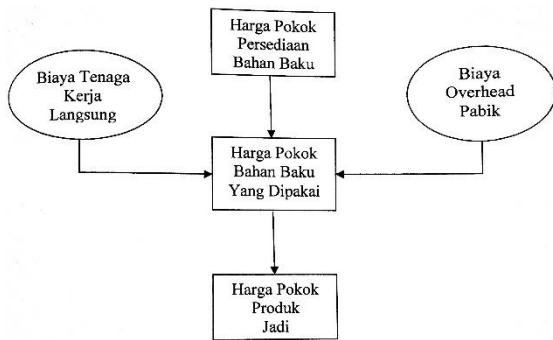 Harga Pokok
Persediaan
Bahan Baku
Biaya Tenaga
Kerja
Langsung
Biaya
Overhead
Pabik
Harga Pokok
Bahan Baku
Yang Dipakai
Harga Pokok
Produk
Jadi